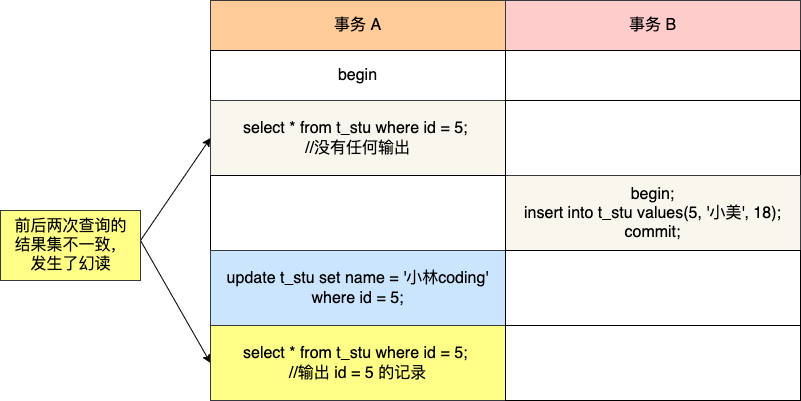 事务 A
事务 B
begin
select * from t_stu where id = 5;
//没有任何输出
begin;
insert into t_stu values(5, '小美', 18);
commit;
前后两次查询的
结果集不一致，
发生了幻读
update t_stu set name = '小林coding'
where id = 5;
select * from t_stu where id = 5;
//输出 id = 5 的记录